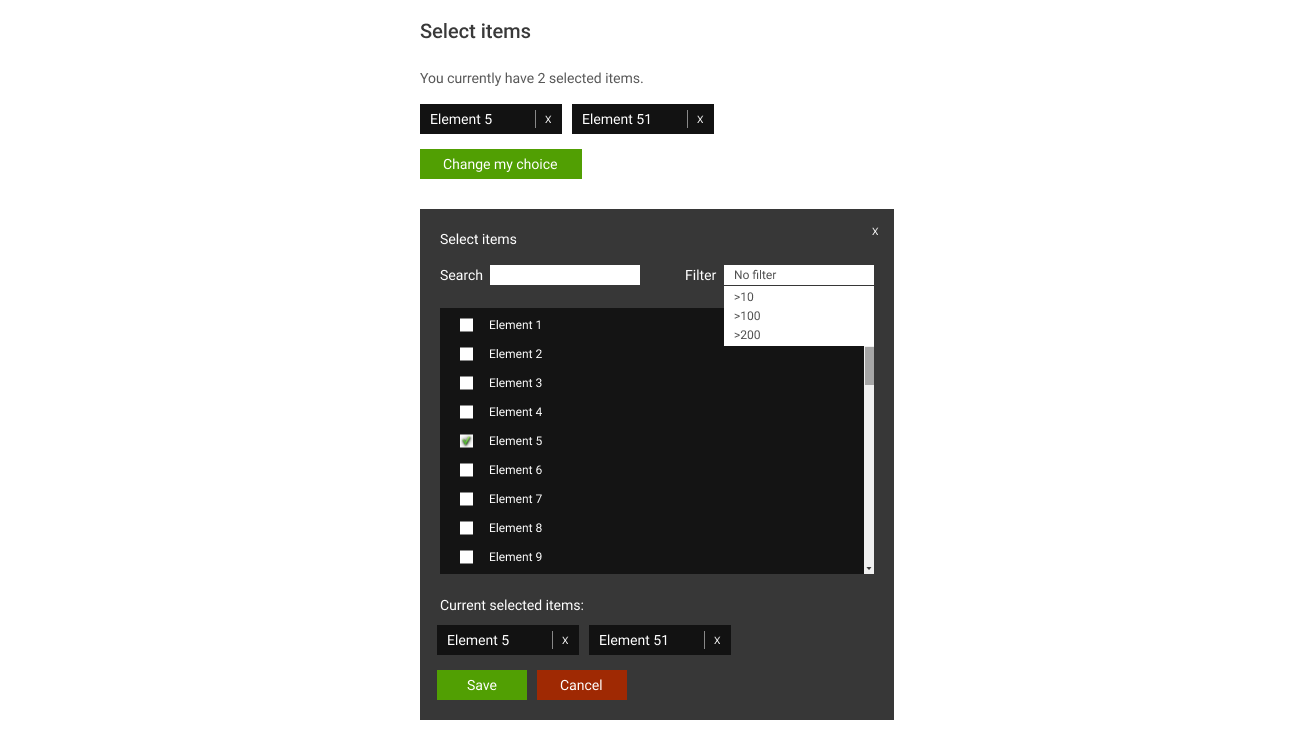 Select items
You currently have 2 selected items.
Element 5 x Element 51 x
Change my choice
Select items x
Search Filter No filter
>10
>100
>200
Element 1
Element 2
Element 3
Element 4
Element 5
Element 6
Element 7
Element 8
Element 9
Current selected items:
Element 5 x Element 51 x
Save Cancel